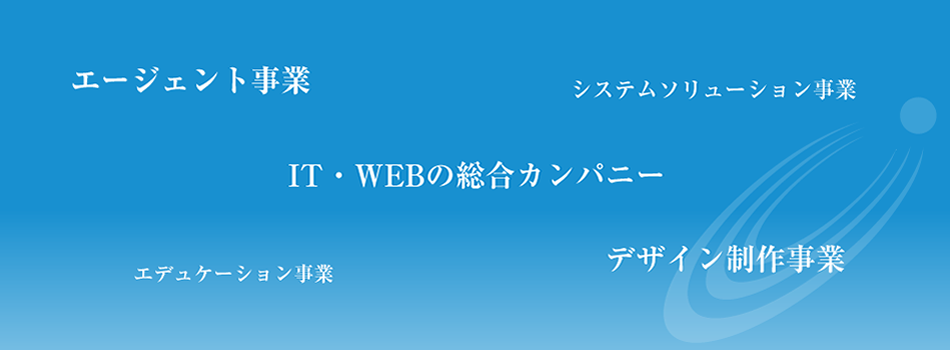 エージェント事業
システムソリューション事業
IT・WEBの総合カンパニー
デザイン制作事業
エデュケーション事業